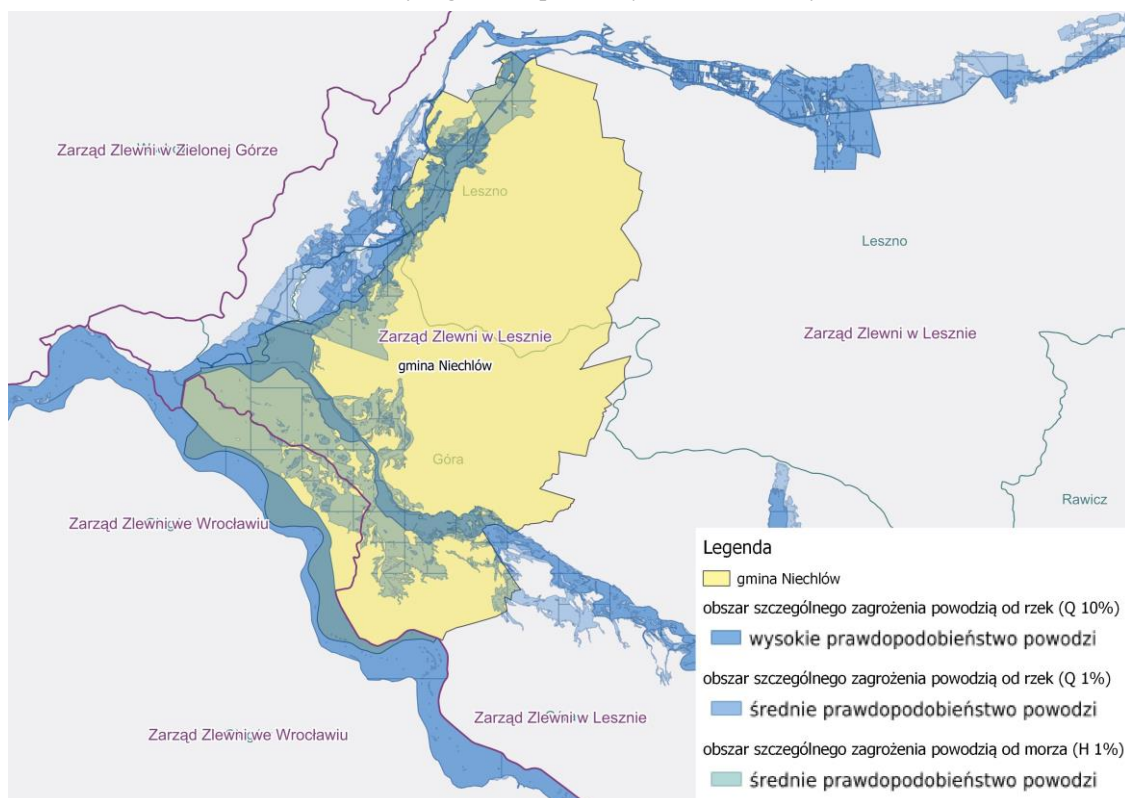 Zarząd Zlewni w Zielonej Górze
Leszno
Leszno
Zarząd Zlewni w Lesznie
Zarząd Zlewni w Lesznie
gmina Niechlów
Góra
Rawicz
Zarząd Zlewni we Wrocławiu
Zarząd Zlewni w Lesznie
Zarząd Zlewni we Wrocławiu
Legenda
gmina Niechlów
obszar szczególnego zagrożenia powodzią od rzek (Q 10%)
wysokie prawdopodobieństwo powodzi
obszar szczególnego zagrożenia powodzią od rzek (Q 1%)
średnie prawdopodobieństwo powodzi
obszar szczególnego zagrożenia powodzią od morza (H 1%)
średnie prawdopodobieństwo powodzi